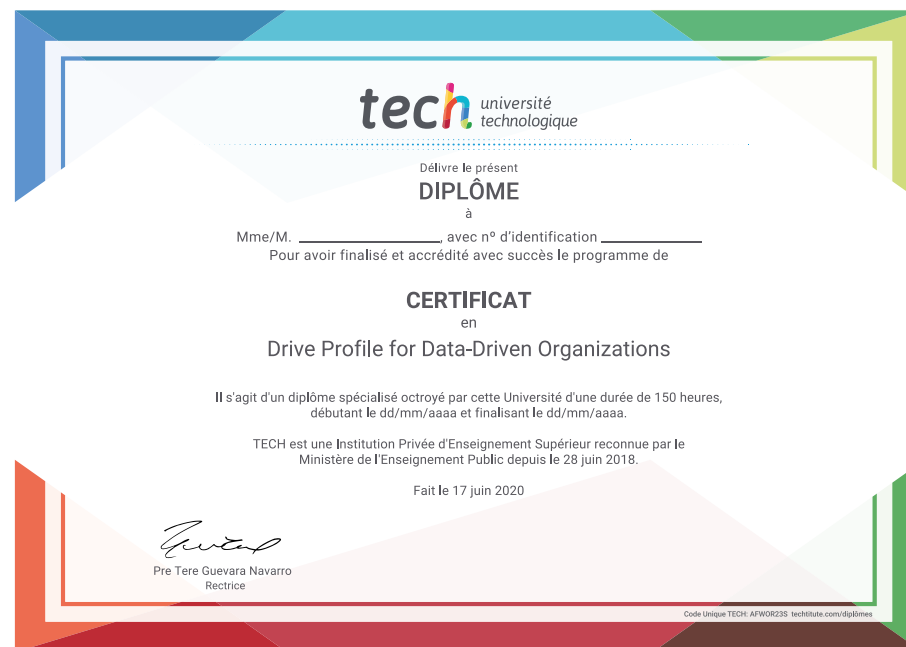 tech université
technologique
Délivre le présent
DIPLÔME
à
Mme/M. ____________________, avec nº d'identification ______________
Pour avoir finalisé et accrédité avec succès le programme de
CERTIFICAT
en
Drive Profile for Data-Driven Organizations
Il s'agit d'un diplôme spécialisé octroyé par cette Université d'une durée de 150 heures,
débutant le dd/mm/aaaa et finalisant le dd/mm/aaaa.
TECH est une Institution Privée d'Enseignement Supérieur reconnue par le
Ministère de l'Enseignement Public depuis le 28 juin 2018.
Fait le 17 juin 2020
Pre Tere Guevara Navarro
Rectrice
Code Unique TECH: AFWOR23S techtitute.com/diplômes